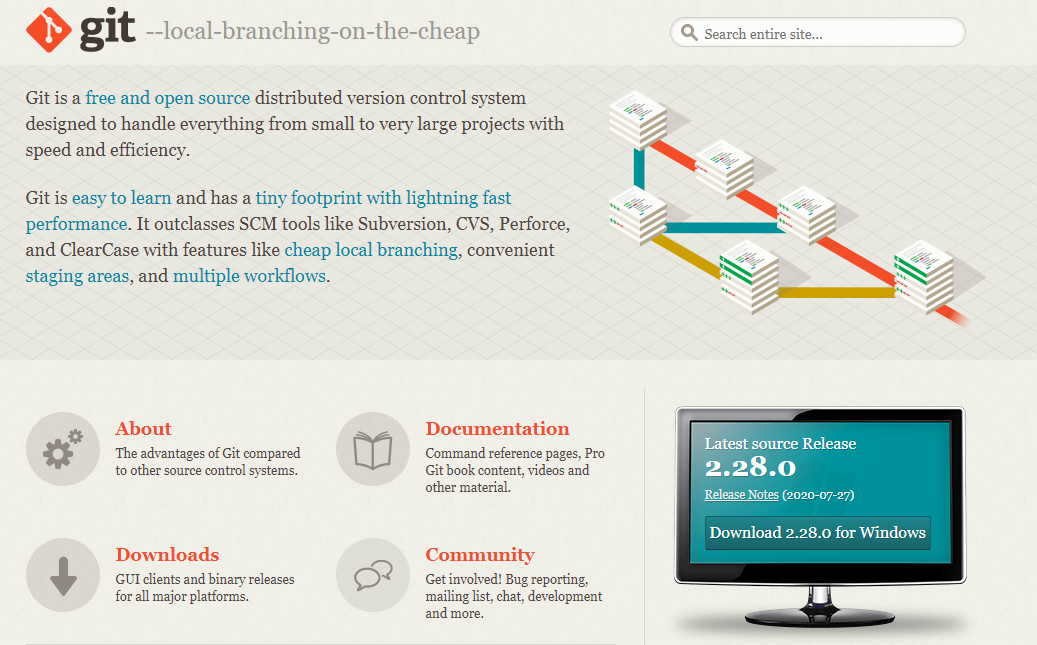 git --local-branching-on-the-cheap
Search entire site...
Git is a free and open source distributed version control system
designed to handle everything from small to very large projects with
speed and efficiency.
Git is easy to learn and has a tiny footprint with lightning fast
performance. It outclasses SCM tools like Subversion, CVS, Perforce,
and ClearCase with features like cheap local branching, convenient
staging areas, and multiple workflows.
About
The advantages of Git compared
to other source control systems.
Documentation
Command reference pages, Pro
Git book content, videos and
other material.
Downloads
GUI clients and binary releases
for all major platforms.
Community
Get involved! Bug reporting,
mailing list, chat, development
and more.
Latest source Release
2.28.0
Release Notes (2020-07-27)
Download 2.28.0 for Windows